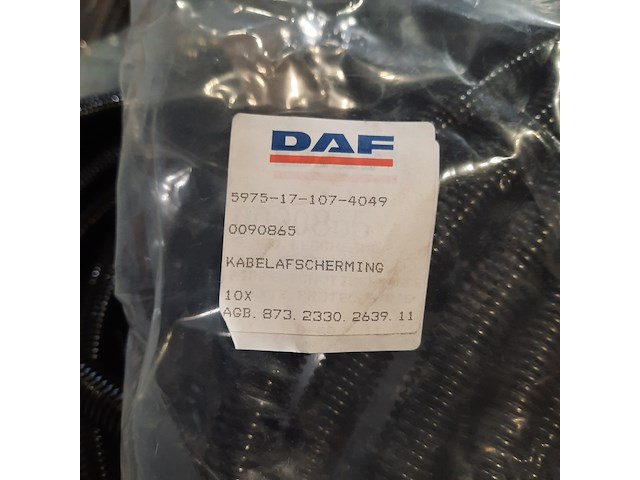 DAF
5975-17-107-4049
0090865
KABELAFSCHERMING
10X
AGB. 873. 2330. 2639. 11